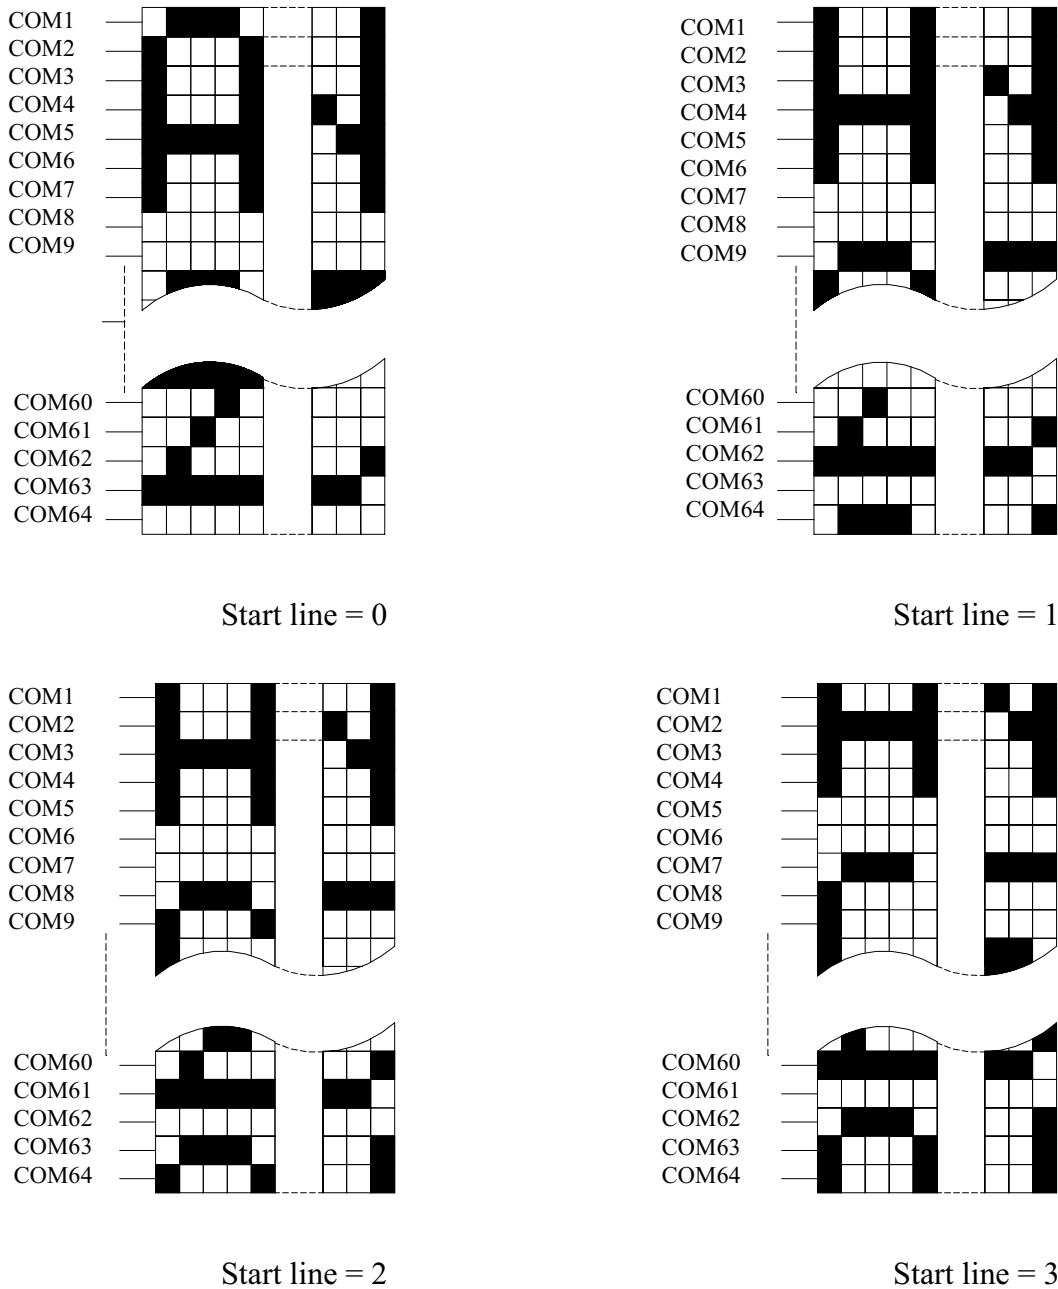 COM1
COM2
COM3
COM4
COM5
COM6
COM7
COM8
COM9
COM60
COM61
COM62
COM63
COM64
Start line = 0
COM1
COM2
COM3
COM4
COM5
COM6
COM7
COM8
COM9
COM60
COM61
COM62
COM63
COM64
Start line = 1
COM1
COM2
COM3
COM4
COM5
COM6
COM7
COM8
COM9
COM60
COM61
COM62
COM63
COM64
Start line = 2
COM1
COM2
COM3
COM4
COM5
COM6
COM7
COM8
COM9
COM60
COM61
COM62
COM63
COM64
Start line = 3